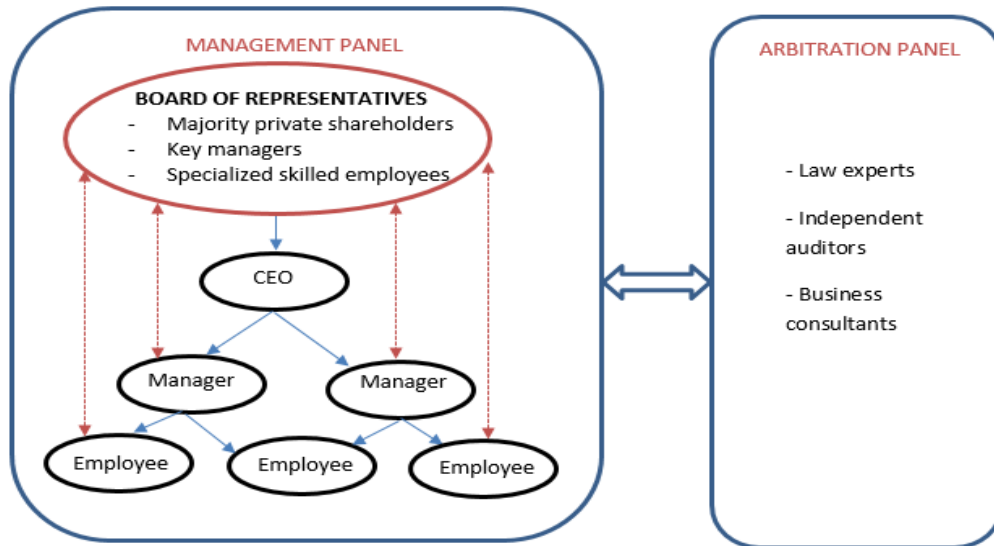 MANAGEMENT PANEL
BOARD OF REPRESENTATIVES
- Majority private shareholders
- Key managers
- Specialized skilled employees
CEO
Manager
Manager
Employee
Employee
Employee
ARBITRATION PANEL
- Law experts
- Independent
auditors
- Business
consultants